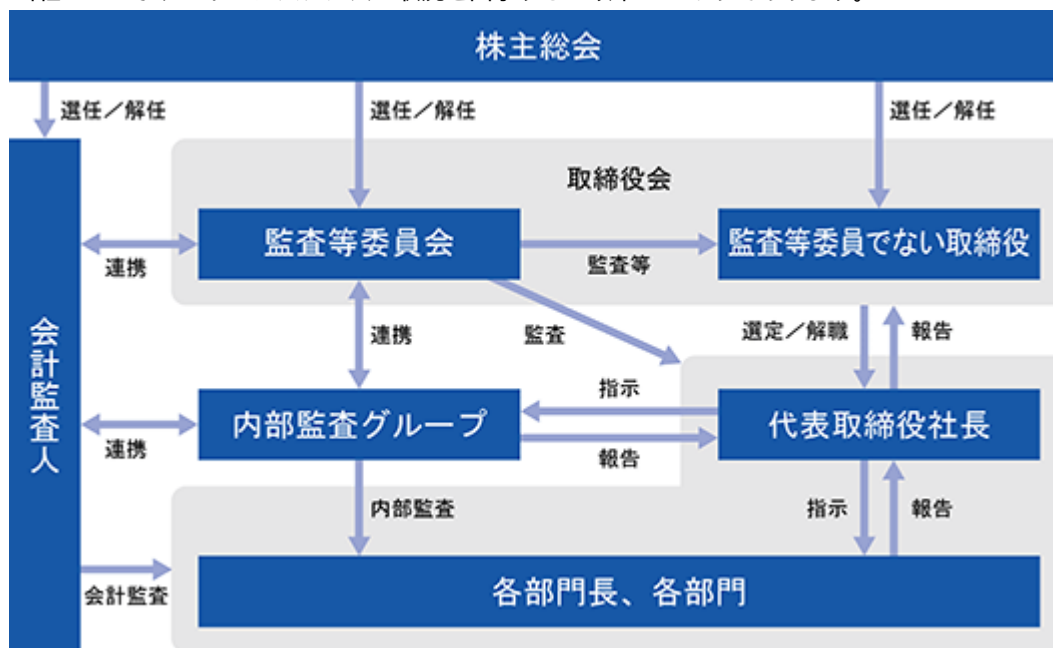 株主総会
選任／解任
選任／解任
選任／解任
取締役会
監査等委員会
監査等委員でない取締役
連携
監査等
会計監査人
連携
監査
選定／解職
報告
指示
内部監査グループ
代表取締役社長
連携
報告
内部監査
指示
報告
会計監査
各部門長、各部門